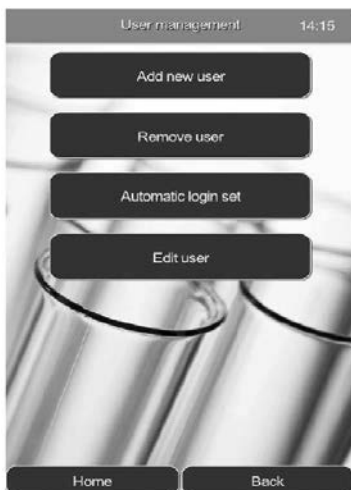 User management 14:15
Add new user
Remove user
Automatic login set
Edit user
Home Back